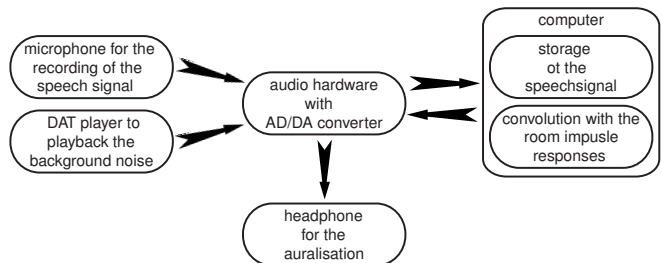 microphone for the
recording of the
speech signal
DAT player to
playback the
background noise
audio hardware
with
AD/DA converter
headphone
for the
auralisation
computer
storage
ot the
speechsignal
convolution with the
room impusle
responses